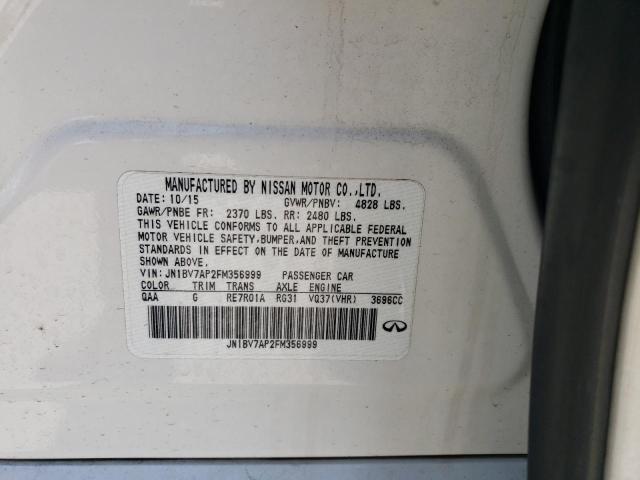 MANUFACTURED BY NISSAN MOTOR CO.,LTD.
DATE: 10/15 GVWR/PNBV: 4828 LBS.
GAWR/PNBE FR: 2370 LBS. RR: 2480 LBS.
THIS VEHICLE CONFORMS TO ALL APPLICABLE FEDERAL
MOTOR VEHICLE SAFETY,BUMPER,AND THEFT PREVENTION
STANDARDS IN EFFECT ON THE DATE OF MANUFACTURE
SHOWN ABOVE.
VIN: JN1BV7AP2FM356999 PASSENGER CAR
COLOR TRIM TRANS AXLE ENGINE
QAA G RE7R01A RG31 VQ37(VHR) 3696CC
JN1BV7AP2FM356999